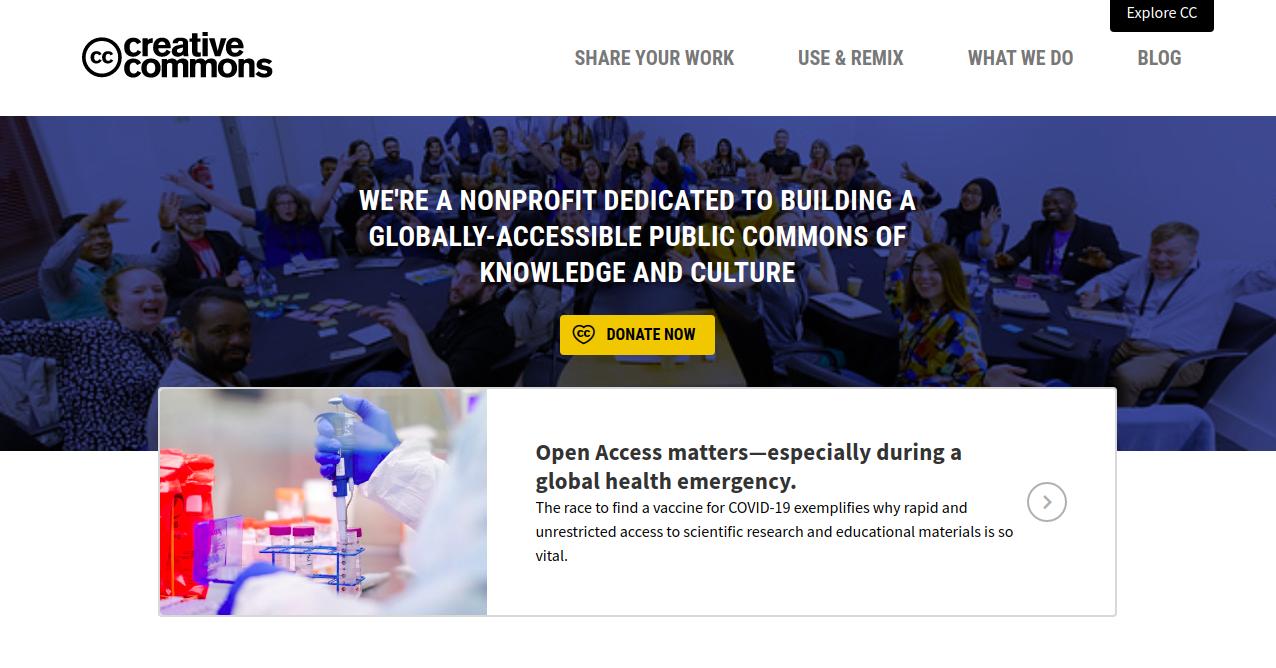 Explore CC
cc creative
commons
SHARE YOUR WORK USE & REMIX WHAT WE DO BLOG
WE'RE A NONPROFIT DEDICATED TO BUILDING A
GLOBALLY-ACCESSIBLE PUBLIC COMMONS OF
KNOWLEDGE AND CULTURE
CC DONATE NOW
Open Access matters—especially during a
global health emergency.
The race to find a vaccine for COVID-19 exemplifies why rapid and
unrestricted access to scientific research and educational materials is so
vital.